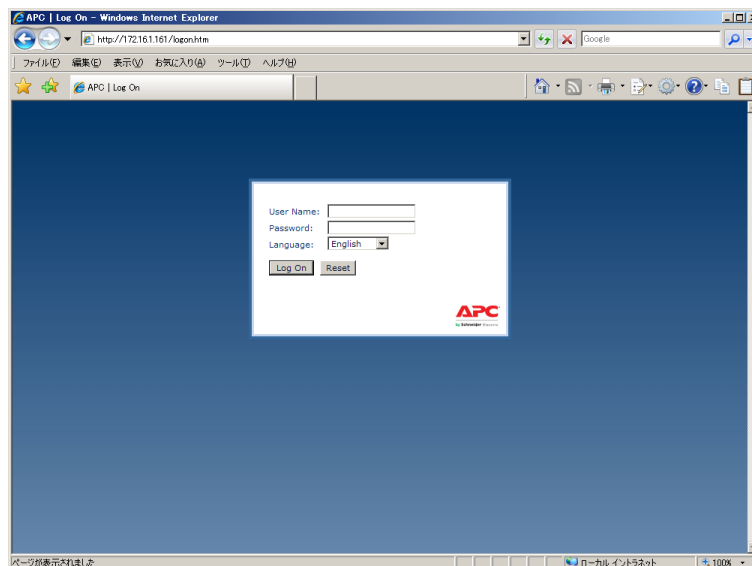 APC | Log On - Windows Internet Explorer
http://172.16.1.161/logon.htm
Google
ファイル(F) 編集(E) 表示(V) お気に入り(A) ツール(T) ヘルプ(H)
APC | Log On
User Name:
Password:
Language: English
Log On Reset
APC
by Schneider Electric
ページが表示されました
ローカル イントラネット
100%